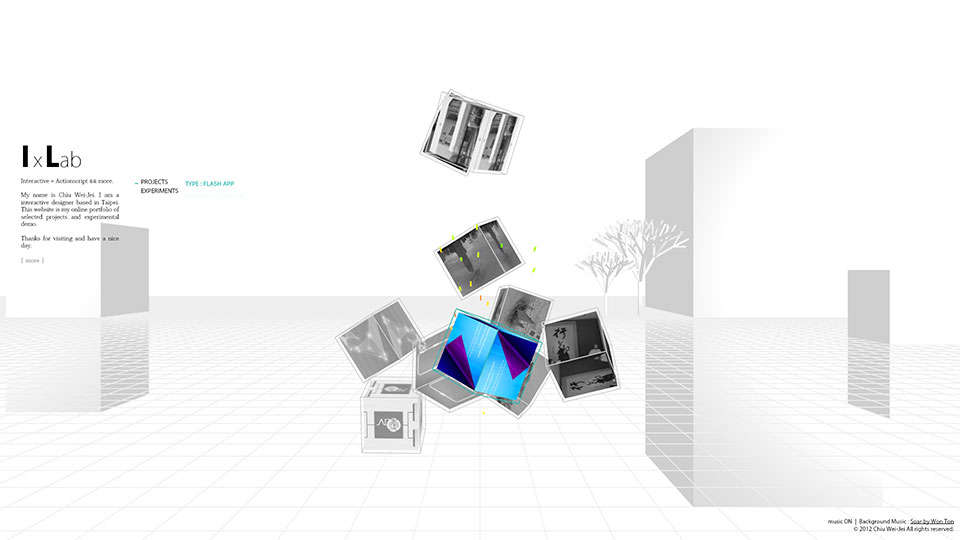 IxLab
Interactive + Actionscript && more.
My name is Chiu Wei-Jei. I am a
interactive designer based in Taipei.
This website is my online portfolio of
selected projects and experimental
demo.
Thanks for visiting and have a nice
day.
{ more }
PROJECTS
EXPERIMENTS
TYPE : FLASH APP
music ON | Background Music : Soar by Won Ton
© 2012 Chiu Wei-Jei All rights reserved.